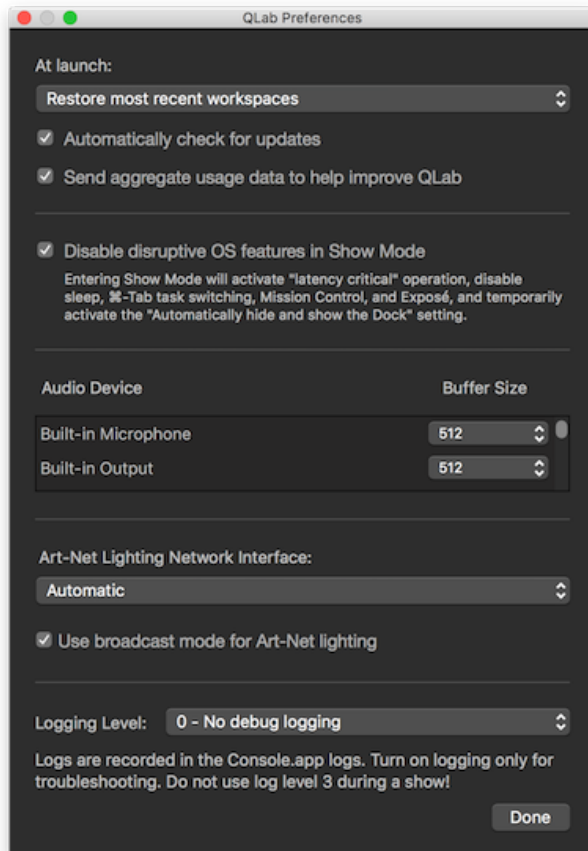 QLab Preferences
At launch:
Restore most recent workspaces
Automatically check for updates
Send aggregate usage data to help improve QLab
Disable disruptive OS features in Show Mode
Entering Show Mode will activate "latency critical" operation, disable
sleep, ⌘-Tab task switching, Mission Control, and Exposé, and temporarily
activate the "Automatically hide and show the Dock" setting.
Audio Device Buffer Size
Built-in Microphone 512
Built-in Output 512
Art-Net Lighting Network Interface:
Automatic
Use broadcast mode for Art-Net lighting
Logging Level: 0 - No debug logging
Logs are recorded in the Console.app logs. Turn on logging only for
troubleshooting. Do not use log level 3 during a show!
Done